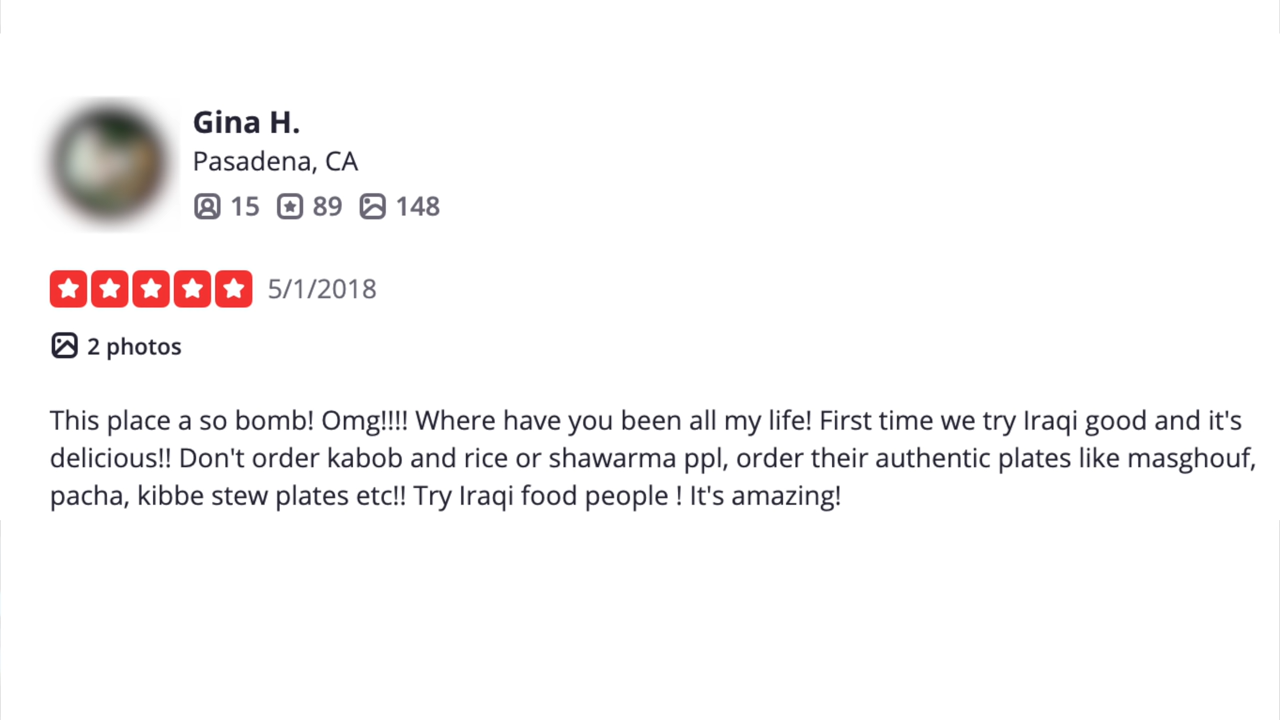 Gina H.
Pasadena, CA
15 89 148
5/1/2018
2 photos
This place a so bomb! Omg!!!! Where have you been all my life! First time we try Iraqi good and it's
delicious!! Don't order kabob and rice or shawarma ppl, order their authentic plates like masghouf,
pacha, kibbe stew plates etc!! Try Iraqi food people ! It's amazing!